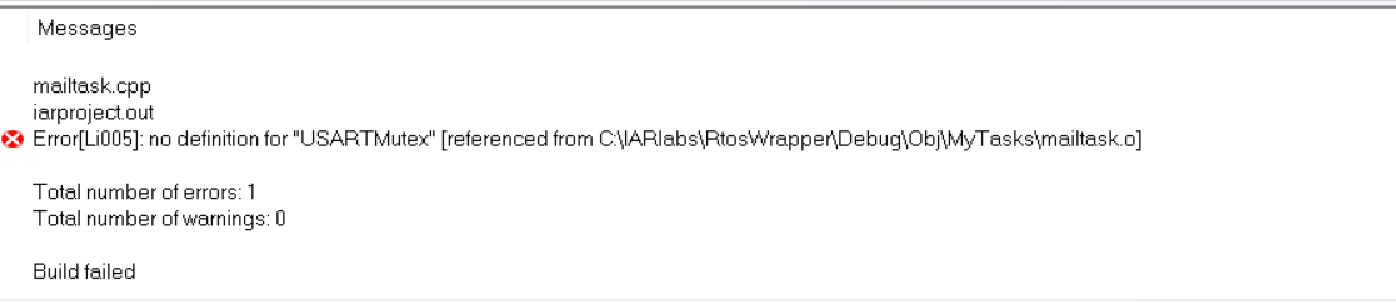 Messages
mailtask.cpp
iarproject.out
Error[Li005]: no definition for "USARTMutex" [referenced from C:\IARlabs\RtosWrapper\Debug\Obj\MyTasks\mailtask.o]
Total number of errors: 1
Total number of warnings: 0
Build failed